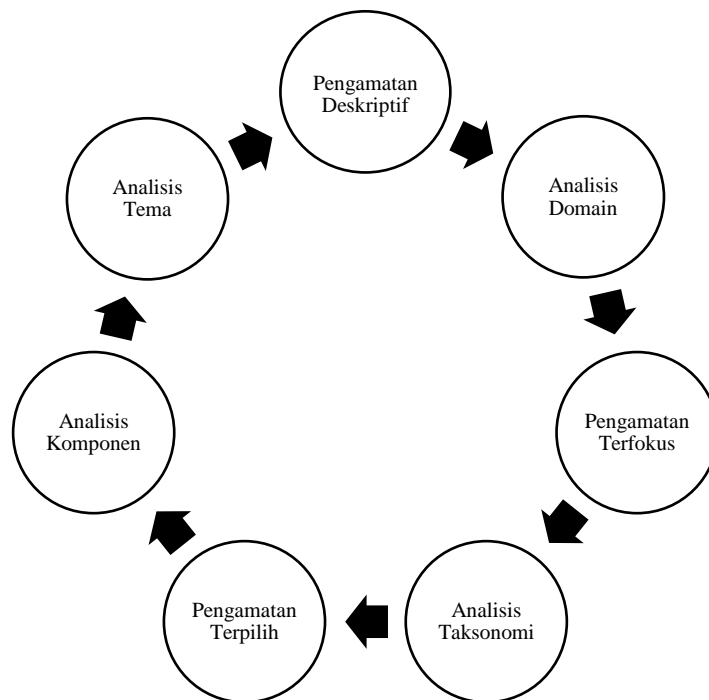 Pengamatan
Deskriptif
Analisis
Domain
Pengamatan
Terfokus
Analisis
Taksonomi
Pengamatan
Terpilih
Analisis
Komponen
Analisis
Tema